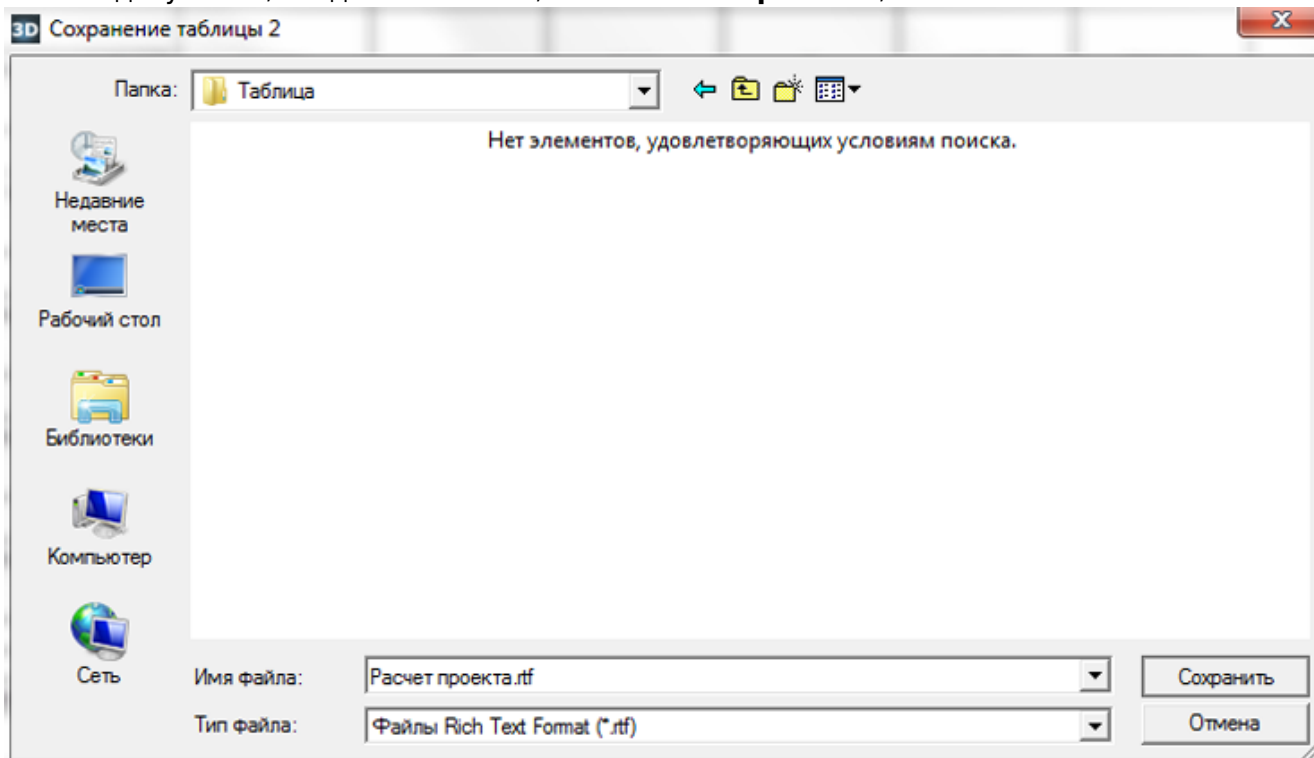 3D Сохранение таблицы 2
Папка: Таблица
Нет элементов, удовлетворяющих условиям поиска.
Недавние
места
Рабочий стол
Библиотеки
Компьютер
Сеть
Имя файла: Расчет проекта.rtf Сохранить
Тип файла: Файлы Rich Text Format (*.rtf) Отмена